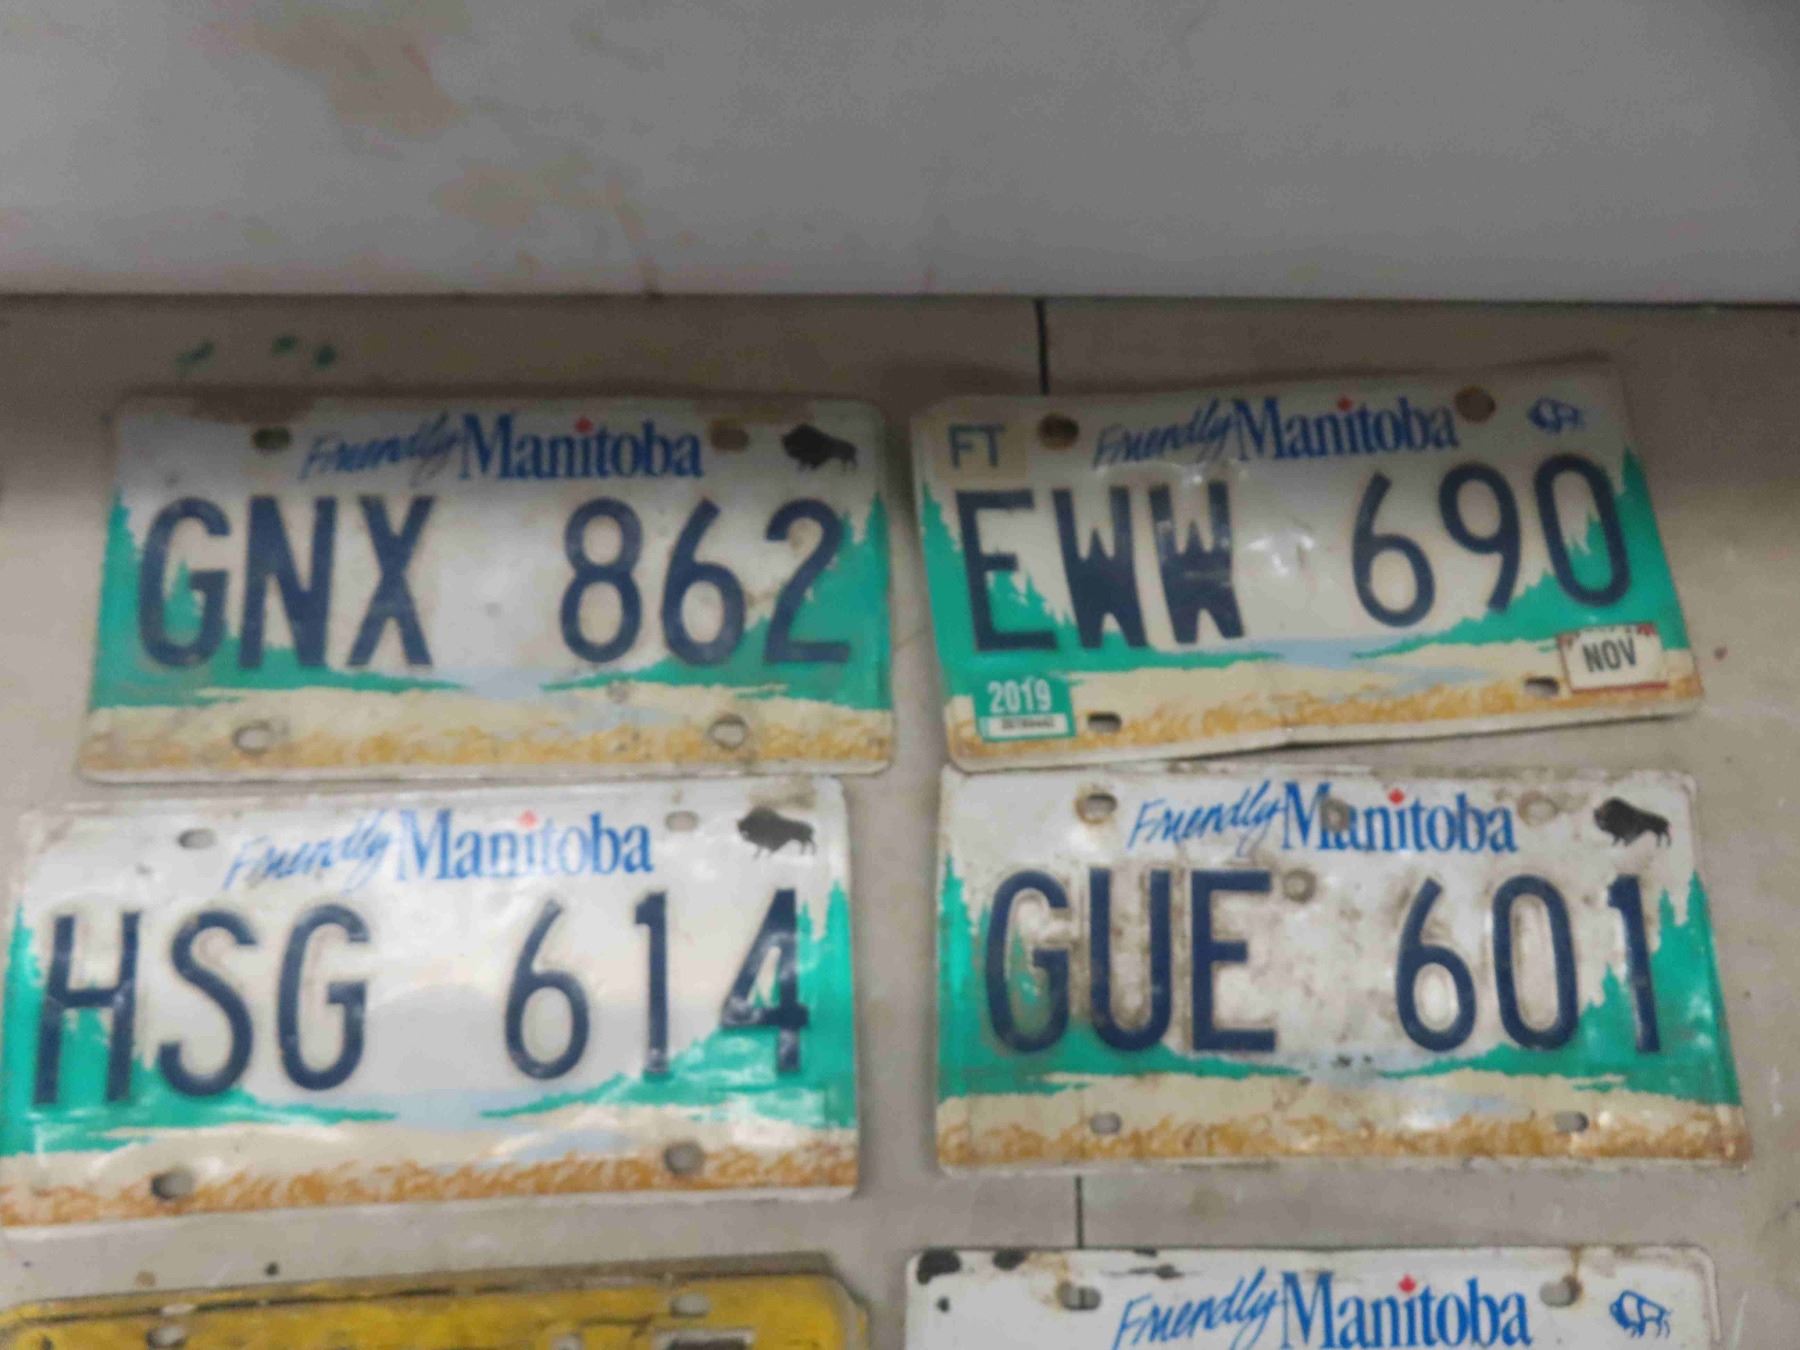 Friendly Manitoba
GNX 862
FT Friendly Manitoba
EWW 690
NOV
2019
Friendly Manitoba
HSG 614
Friendly Manitoba
GUE 601
Friendly Manitoba